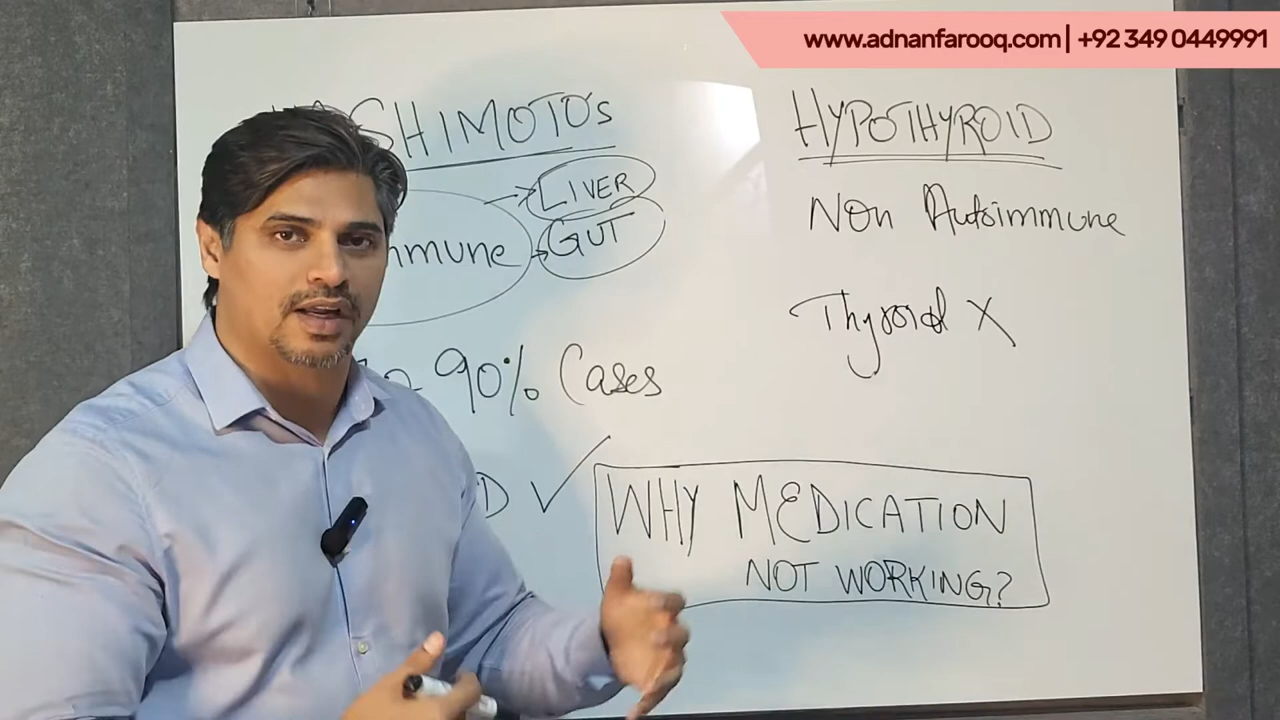 www.adnanfarooq.com | +92 349 0449991
HASHIMOTO's
LIVER
GUT
mmune
90% Cases
D ✓
HYPOTHYROID
Non Autoimmune
Thyroid X
WHY MEDICATION
NOT WORKING?